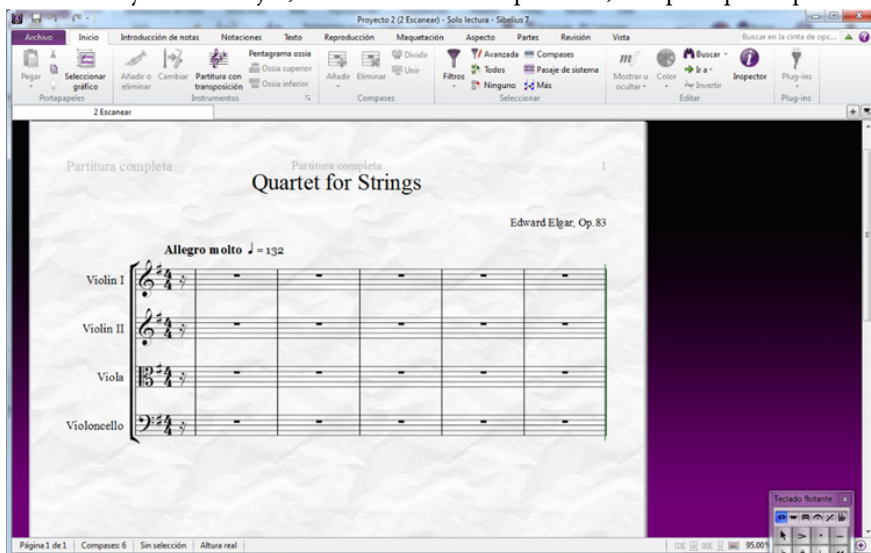 Proyecto 2 (2 Escanear) - Solo lectura - Sibelius 7
Archivo Inicio Introducción de notas Notaciones Texto Reproducción Maquetación Aspecto Partes Revisión Vista Buscar en la cinta de opc...
Pegar Seleccionar gráfico
Portapapeles
Añadir o eliminar Cambiar Partitura con transposición
Pentagrama ossia
Ossia superior
Ossia inferior
Instrumentos
Añadir Eliminar
Dividir
Unir
Compases
Filtros
Avanzada
Todos
Ninguno
Compases
Pasaje de sistema
Más
Seleccionar
mf
Mostrar u ocultar
Color
Buscar
Ir a
Invertir
Inspector
Editar
Plug-ins
Plug-ins
2 Escanear
Partitura completa
Partitura completa
1
Quartet for Strings
Edward Elgar, Op.83
Allegro molto ♩ = 132
Violin I
Violin II
Viola
Violoncello
Teclado flotante
Página 1 de 1 Compases: 6 Sin selección Altura real 95.00%